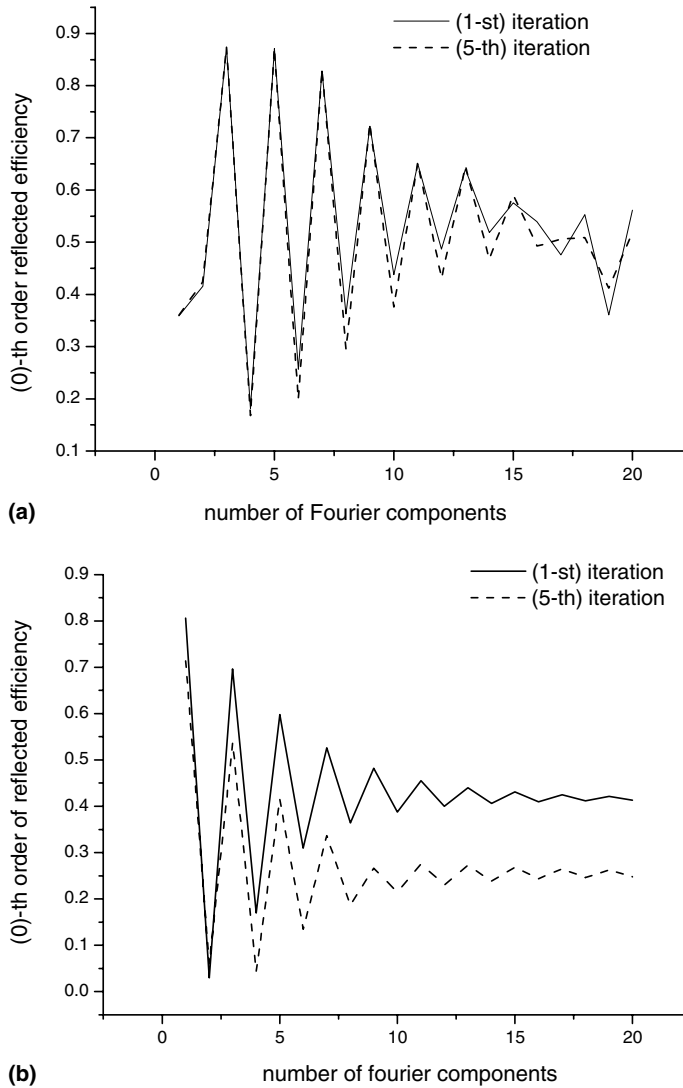 (1-st) iteration
(5-th) iteration
0.9
0.8
0.7
0.6
0.5
0.4
0.3
0.2
0.1
(0)-th order reflected efficiency
0
5
10
15
20
(a)
number of Fourier components
(1-st) iteration
(5-th) iteration
0.9
0.8
0.7
0.6
0.5
0.4
0.3
0.2
0.1
0.0
(0)-th order of reflected efficiency
0
5
10
15
20
(b)
number of fourier components